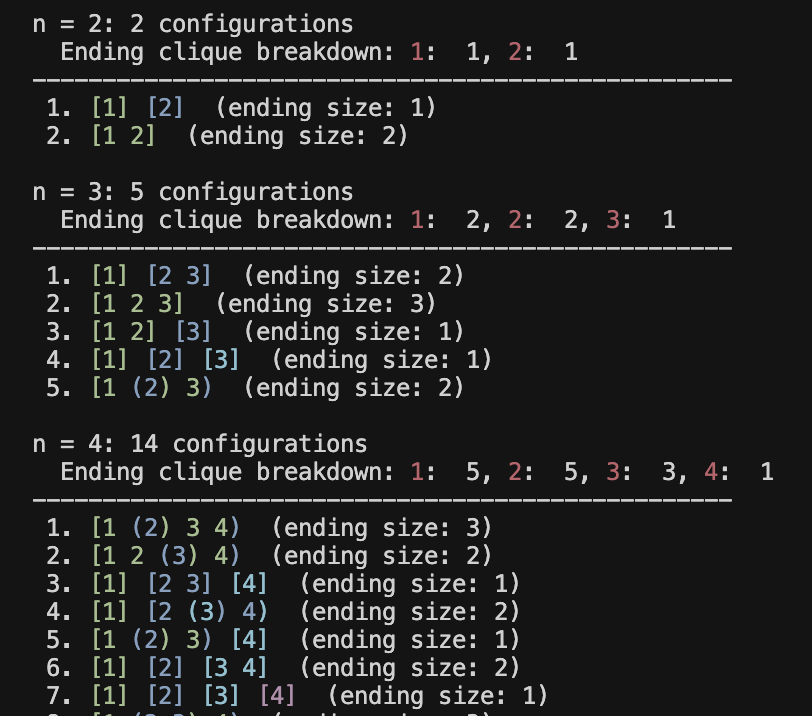 n = 2: 2 configurations
Ending clique breakdown: 1:  1, 2:  1
--------------------------------------------------
1. [1] [2]  (ending size: 1)
2. [1 2]  (ending size: 2)
n = 3: 5 configurations
Ending clique breakdown: 1:  2, 2:  2, 3:  1
--------------------------------------------------
1. [1] [2 3]  (ending size: 2)
2. [1 2 3]  (ending size: 3)
3. [1 2] [3]  (ending size: 1)
4. [1] [2] [3]  (ending size: 1)
5. [1 (2) 3)  (ending size: 2)
n = 4: 14 configurations
Ending clique breakdown: 1:  5, 2:  5, 3:  3, 4:  1
--------------------------------------------------
1. [1 (2) 3 4)  (ending size: 3)
2. [1 2 (3) 4)  (ending size: 2)
3. [1] [2 3] [4]  (ending size: 1)
4. [1] [2 (3) 4)  (ending size: 2)
5. [1 (2) 3) [4]  (ending size: 1)
6. [1] [2] [3 4]  (ending size: 2)
7. [1] [2] [3] [4]  (ending size: 1)